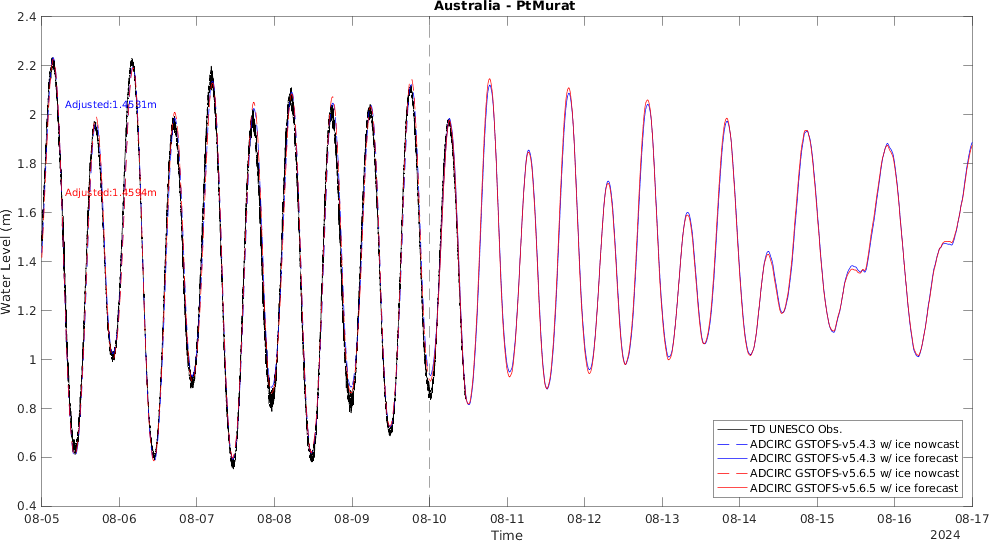 Australia - PtMurat
2.4
2.2
2
1.8
1.6
1.4
1.2
1
0.8
0.6
0.4
Water Level (m)
Adjusted:1.4531m
Adjusted:1.4594m
TD UNESCO Obs.
ADCIRC GSTOFS-v5.4.3 w/ ice nowcast
ADCIRC GSTOFS-v5.4.3 w/ ice forecast
ADCIRC GSTOFS-v5.6.5 w/ ice nowcast
ADCIRC GSTOFS-v5.6.5 w/ ice forecast
08-05 08-06 08-07 08-08 08-09 08-10 08-11 08-12 08-13 08-14 08-15 08-16 08-17
Time
2024